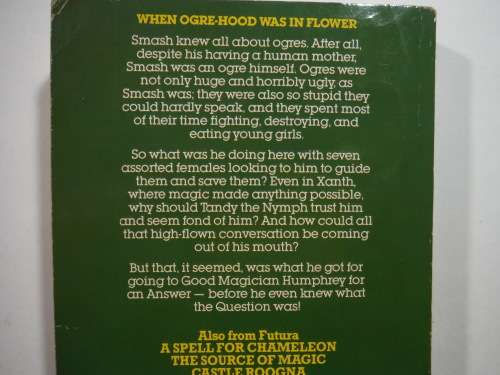 WHEN OGRE-HOOD WAS IN FLOWER
Smash knew all about ogres. After all,
despite his having a human mother,
Smash was an ogre himself. Ogres were
not only huge and horribly ugly, as
Smash was; they were also so stupid they
could hardly speak, and they spent most
of their time fighting, destroying, and
eating young girls.
So what was he doing here with seven
assorted females looking to him to guide
them and save them? Even in Xanth,
where magic made anything possible,
why should Tandy the Nymph trust him
and seem fond of him? And how could all
that high-flown conversation be coming
out of his mouth?
But that, it seemed, was what he got for
going to Good Magician Humphrey for
an Answer — before he even knew what
the Question was!
Also from Futura
A SPELL FOR CHAMELEON
THE SOURCE OF MAGIC
CASTLE ROOGNA